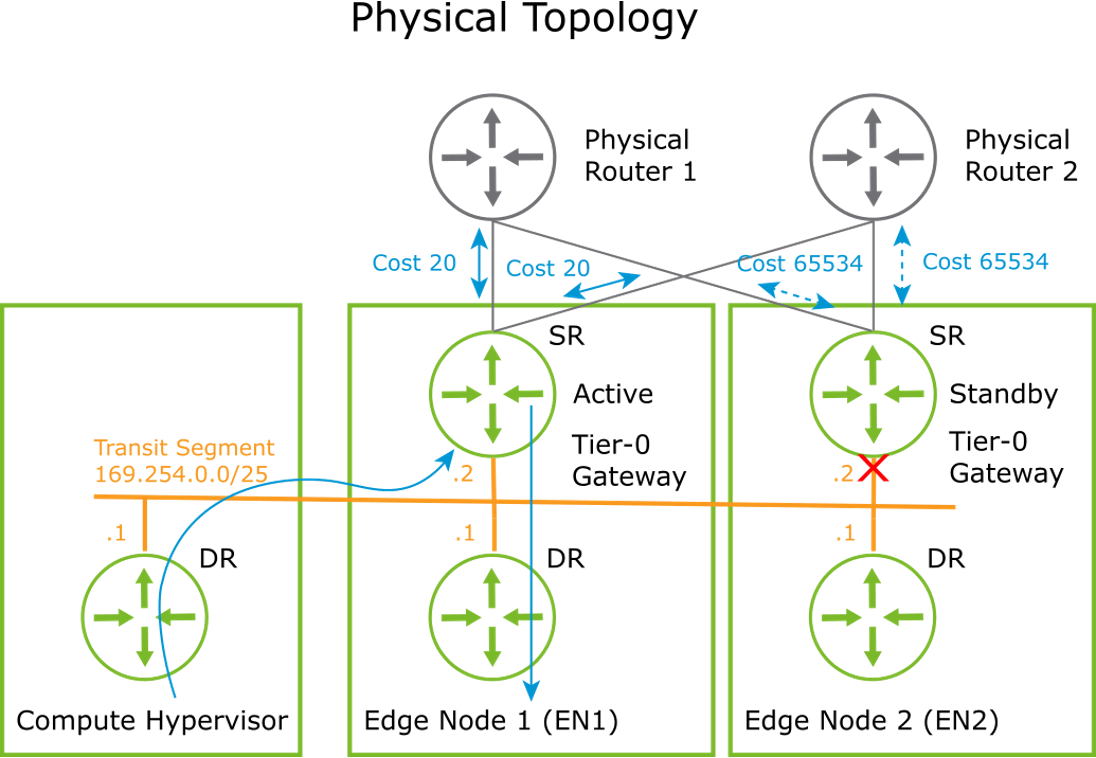 Physical Topology
Physical
Router 1
Physical
Router 2
Cost 20
Cost 20
Cost 65534
Cost 65534
SR
Active
Tier-0
Gateway
SR
Standby
Tier-0
Gateway
Transit Segment
169.254.0.0/25
.2
.2
.1
DR
.1
DR
.1
DR
Compute Hypervisor
Edge Node 1 (EN1)
Edge Node 2 (EN2)